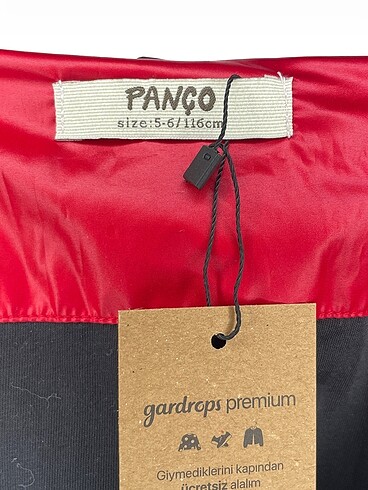 PANÇO
size:5-6/116cm
gardrops premium
Giymediklerini kapından
ücretsiz alalım